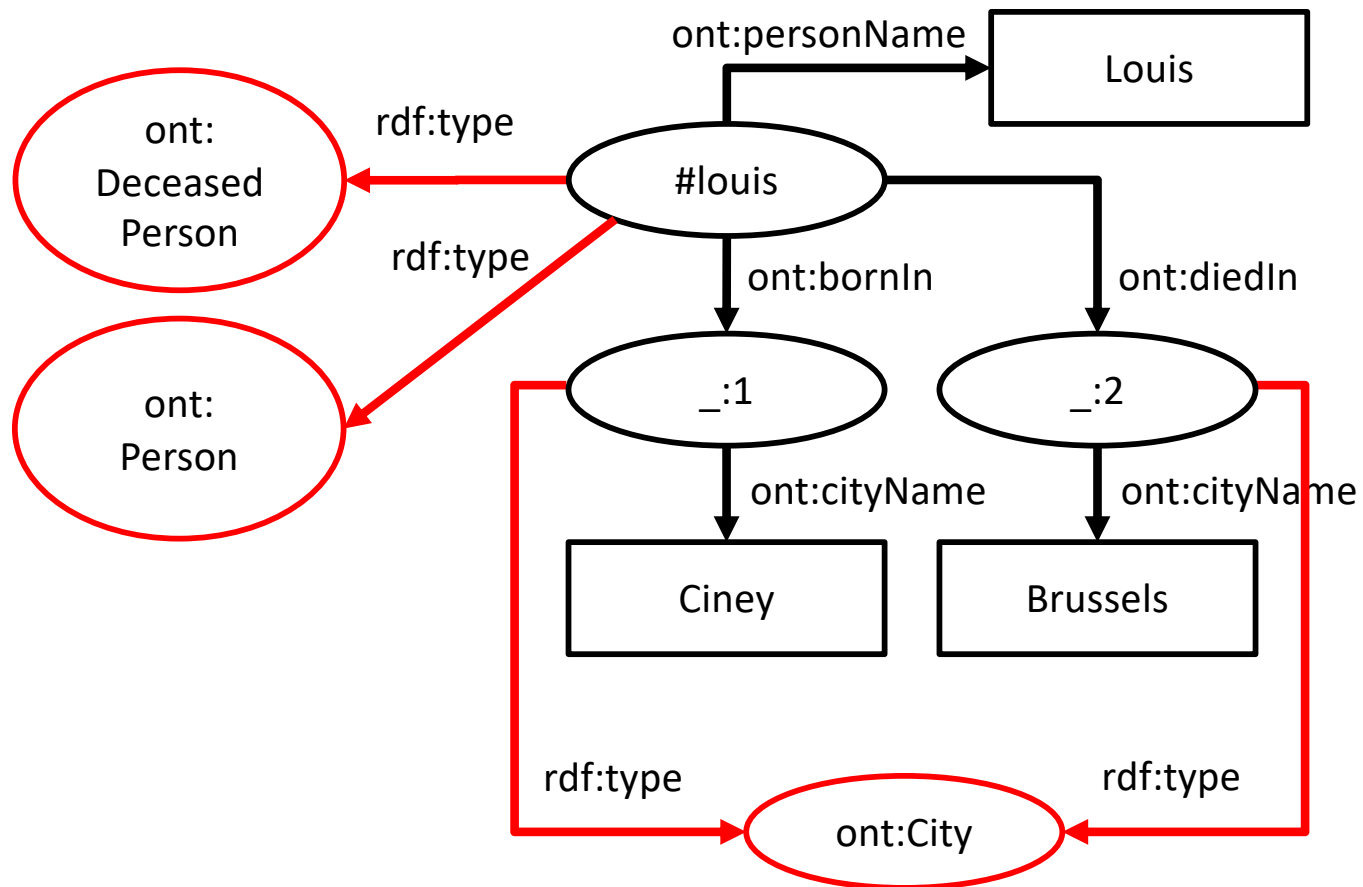 ont:personName
Louis
ont:
Deceased
Person
rdf:type
#louis
rdf:type
ont:bornIn
ont:diedIn
ont:
Person
_:1
_:2
ont:cityName
ont:cityName
Ciney
Brussels
rdf:type
rdf:type
ont:City